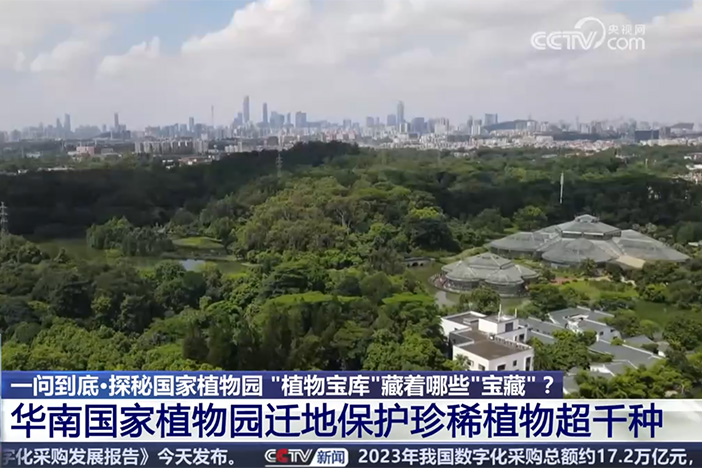 CCTV 央视网
com
一问到底·探秘国家植物园 "植物宝库"藏着哪些"宝藏"？
华南国家植物园迁地保护珍稀植物超千种
字化采购发展报告》今天发布。 CCTV 新闻 2023年我国数字化采购总额约17.2万亿元，